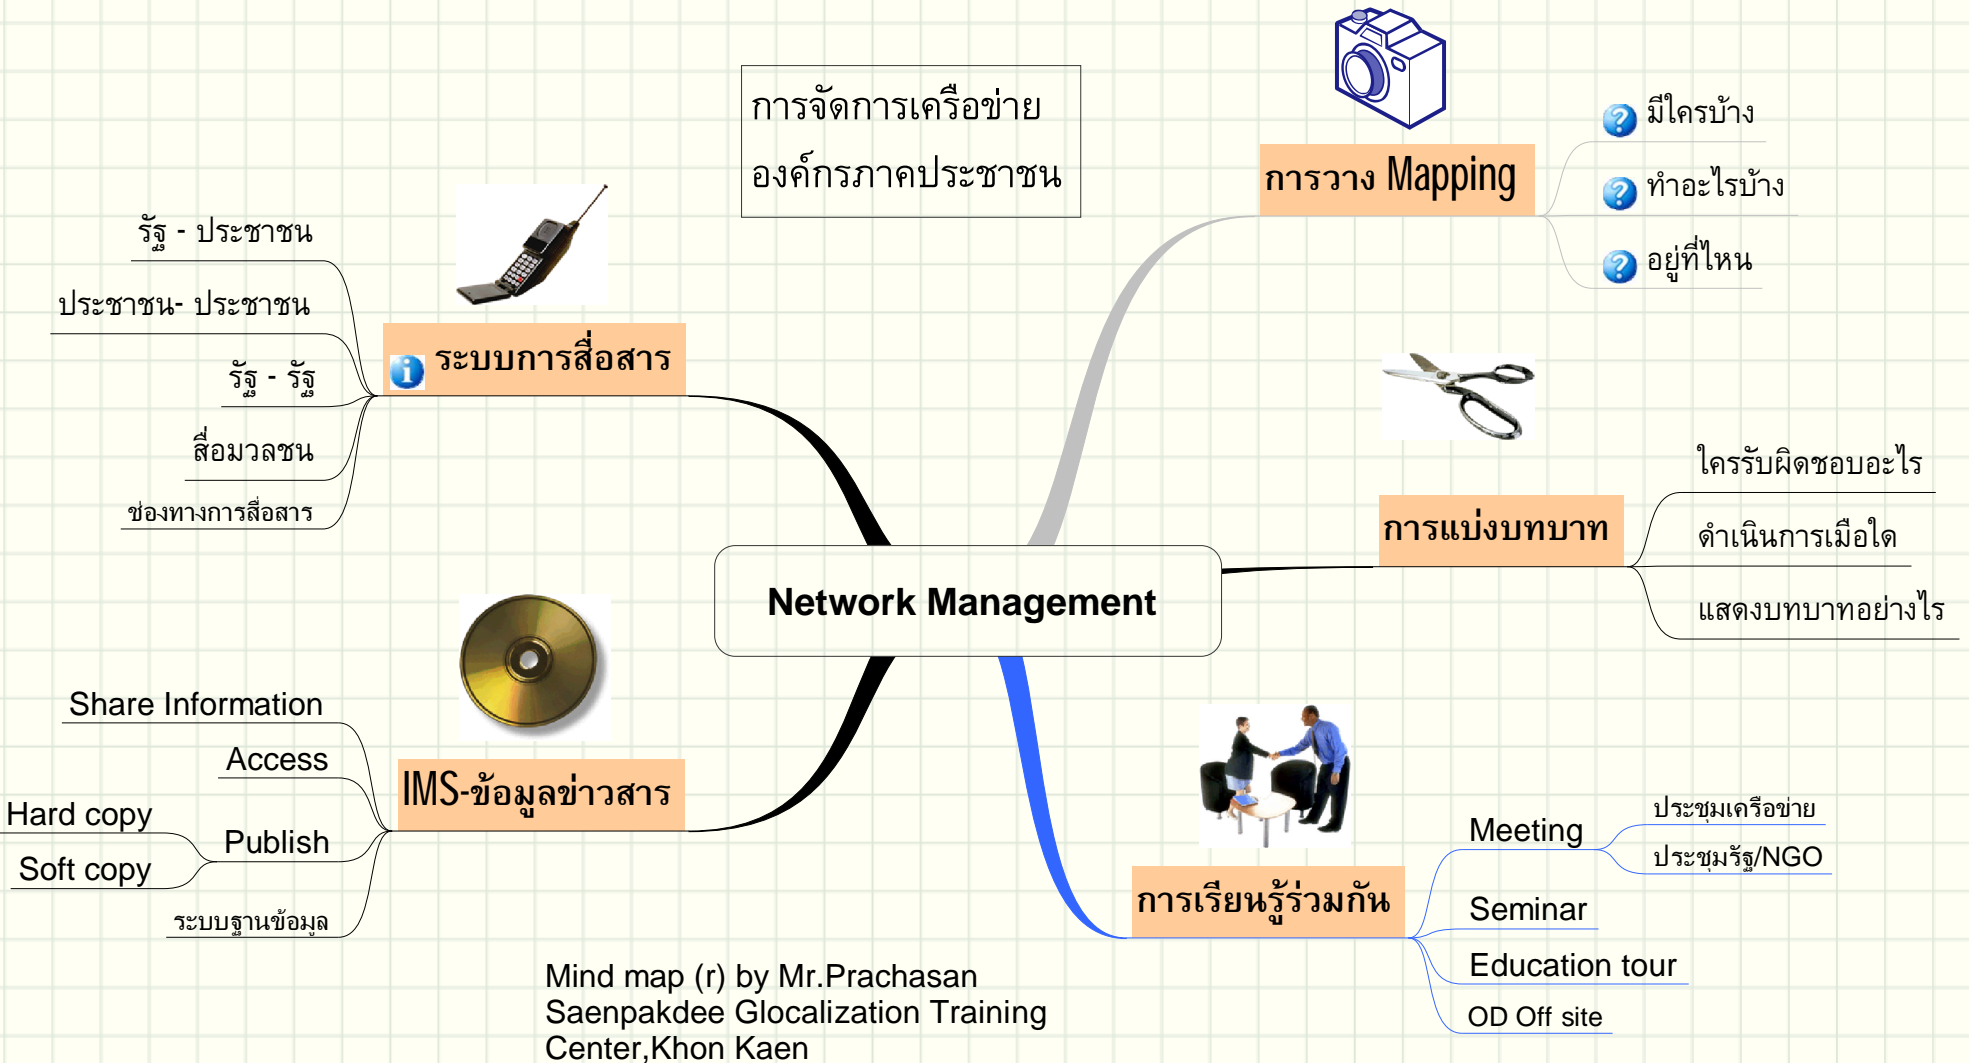 การจัดการเครือข่าย
องค์กรภาคประชาชน
Network Management
การวาง Mapping
มีใครบ้าง
ทำอะไรบ้าง
อยู่ที่ไหน
การแบ่งบทบาท
ใครรับผิดชอบอะไร
ดำเนินการเมื่อใด
แสดงบทบาทอย่างไร
การเรียนรู้ร่วมกัน
Meeting
ประชุมเครือข่าย
ประชุมรัฐ/NGO
Seminar
Education tour
OD Off site
ระบบการสื่อสาร
รัฐ - ประชาชน
ประชาชน- ประชาชน
รัฐ - รัฐ
สื่อมวลชน
ช่องทางการสื่อสาร
IMS-ข้อมูลข่าวสาร
Share Information
Access
Publish
Hard copy
Soft copy
ระบบฐานข้อมูล
Mind map (r) by Mr.Prachasan
Saenpakdee Glocalization Training
Center,Khon Kaen